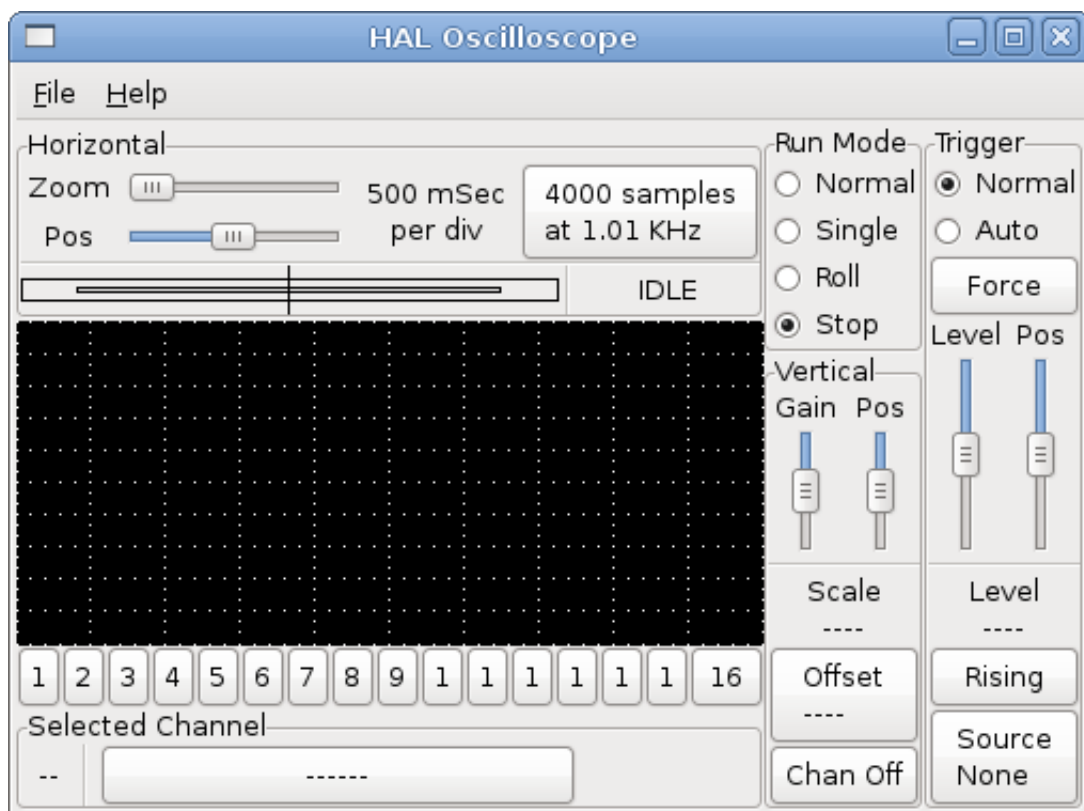 HAL Oscilloscope
File Help
Horizontal
Zoom
Pos
500 mSec
per div
4000 samples
at 1.01 KHz
IDLE
Run Mode
Normal
Single
Roll
Stop
Trigger
Normal
Auto
Force
Level Pos
Vertical
Gain Pos
Scale
----
Level
----
1 2 3 4 5 6 7 8 9 1 1 1 1 1 1 16
Offset
----
Rising
Selected Channel
--
------
Chan Off
Source
None